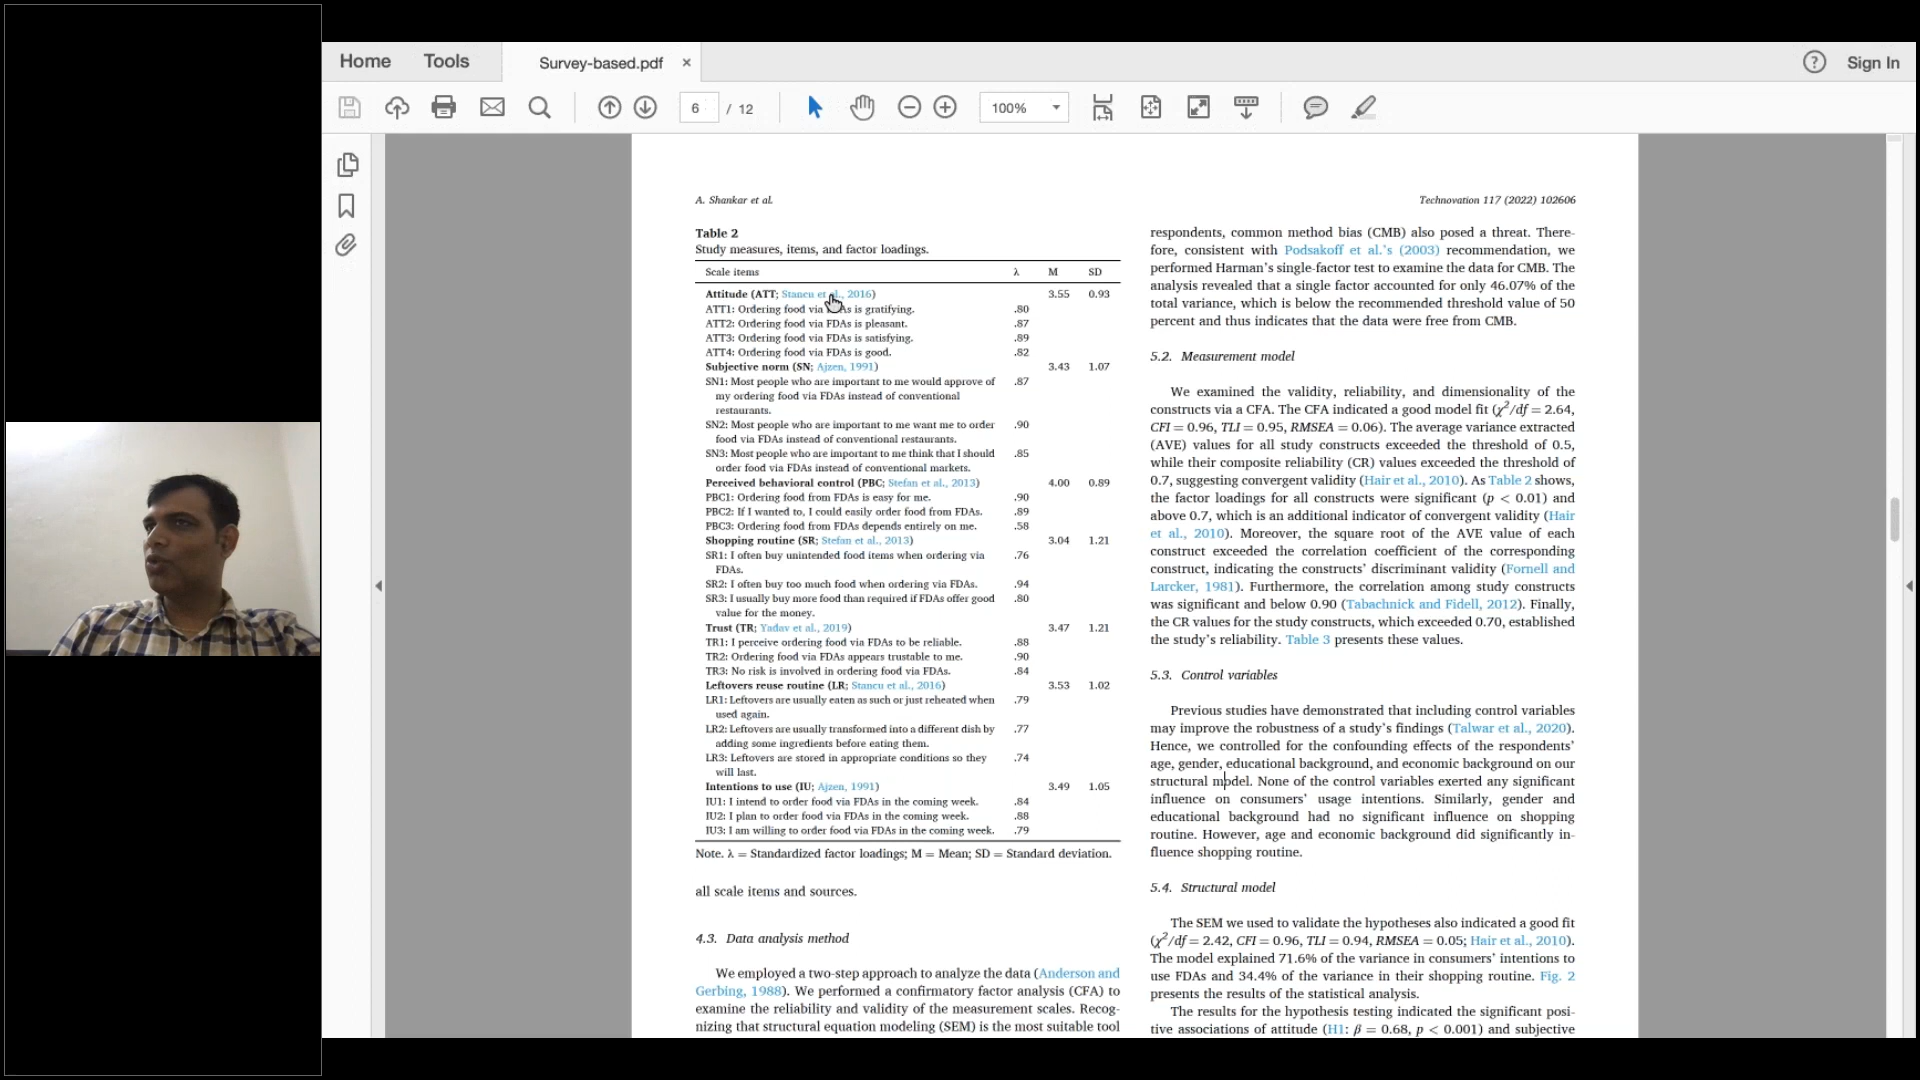 Home Tools Survey-based.pdf × ? Sign In
6 / 12 100%
A. Shankar et al. Technovation 117 (2022) 102606
Table 2
Study measures, items, and factor loadings.
Scale items λ M SD
Attitude (ATT; Stancu et al., 2016) 3.55 0.93
ATT1: Ordering food via FDAs is gratifying. .80
ATT2: Ordering food via FDAs is pleasant. .87
ATT3: Ordering food via FDAs is satisfying. .89
ATT4: Ordering food via FDAs is good. .82
Subjective norm (SN; Ajzen, 1991) 3.43 1.07
SN1: Most people who are important to me would approve of .87
my ordering food via FDAs instead of conventional
restaurants.
SN2: Most people who are important to me want me to order .90
food via FDAs instead of conventional restaurants.
SN3: Most people who are important to me think that I should .85
order food via FDAs instead of conventional markets.
Perceived behavioral control (PBC; Stefan et al., 2013) 4.00 0.89
PBC1: Ordering food from FDAs is easy for me. .90
PBC2: If I wanted to, I could easily order food from FDAs. .89
PBC3: Ordering food from FDAs depends entirely on me. .58
Shopping routine (SR; Stefan et al., 2013) 3.04 1.21
SR1: I often buy unintended food items when ordering via .76
FDAs.
SR2: I often buy too much food when ordering via FDAs. .94
SR3: I usually buy more food than required if FDAs offer good .80
value for the money.
Trust (TR; Yadav et al., 2019) 3.47 1.21
TR1: I perceive ordering food via FDAs to be reliable. .88
TR2: Ordering food via FDAs appears trustable to me. .90
TR3: No risk is involved in ordering food via FDAs. .84
Leftovers reuse routine (LR; Stancu et al., 2016) 3.53 1.02
LR1: Leftovers are usually eaten as such or just reheated when .79
used again.
LR2: Leftovers are usually transformed into a different dish by .77
adding some ingredients before eating them.
LR3: Leftovers are stored in appropriate conditions so they .74
will last.
Intentions to use (IU; Ajzen, 1991) 3.49 1.05
IU1: I intend to order food via FDAs in the coming week. .84
IU2: I plan to order food via FDAs in the coming week. .88
IU3: I am willing to order food via FDAs in the coming week. .79
Note. λ = Standardized factor loadings; M = Mean; SD = Standard deviation.
all scale items and sources.
4.3. Data analysis method
We employed a two-step approach to analyze the data (Anderson and
Gerbing, 1988). We performed a confirmatory factor analysis (CFA) to
examine the reliability and validity of the measurement scales. Recog-
nizing that structural equation modeling (SEM) is the most suitable tool
respondents, common method bias (CMB) also posed a threat. There-
fore, consistent with Podsakoff et al.'s (2003) recommendation, we
performed Harman's single-factor test to examine the data for CMB. The
analysis revealed that a single factor accounted for only 46.07% of the
total variance, which is below the recommended threshold value of 50
percent and thus indicates that the data were free from CMB.
5.2. Measurement model
We examined the validity, reliability, and dimensionality of the
constructs via a CFA. The CFA indicated a good model fit (χ²/df = 2.64,
CFI = 0.96, TLI = 0.95, RMSEA = 0.06). The average variance extracted
(AVE) values for all study constructs exceeded the threshold of 0.5,
while their composite reliability (CR) values exceeded the threshold of
0.7, suggesting convergent validity (Hair et al., 2010). As Table 2 shows,
the factor loadings for all constructs were significant (p < 0.01) and
above 0.7, which is an additional indicator of convergent validity (Hair
et al., 2010). Moreover, the square root of the AVE value of each
construct exceeded the correlation coefficient of the corresponding
construct, indicating the constructs' discriminant validity (Fornell and
Larcker, 1981). Furthermore, the correlation among study constructs
was significant and below 0.90 (Tabachnick and Fidell, 2012). Finally,
the CR values for the study constructs, which exceeded 0.70, established
the study's reliability. Table 3 presents these values.
5.3. Control variables
Previous studies have demonstrated that including control variables
may improve the robustness of a study's findings (Talwar et al., 2020).
Hence, we controlled for the confounding effects of the respondents'
age, gender, educational background, and economic background on our
structural model. None of the control variables exerted any significant
influence on consumers' usage intentions. Similarly, gender and
educational background had no significant influence on shopping
routine. However, age and economic background did significantly in-
fluence shopping routine.
5.4. Structural model
The SEM we used to validate the hypotheses also indicated a good fit
(χ²/df = 2.42, CFI = 0.96, TLI = 0.94, RMSEA = 0.05; Hair et al., 2010).
The model explained 71.6% of the variance in consumers' intentions to
use FDAs and 34.4% of the variance in their shopping routine. Fig. 2
presents the results of the statistical analysis.
The results for the hypothesis testing indicated the significant posi-
tive associations of attitude (H1: β = 0.68, p < 0.001) and subjective